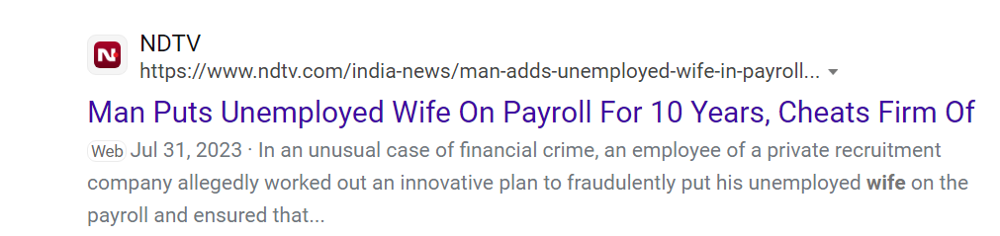 NDTV
https://www.ndtv.com/india-news/man-adds-unemployed-wife-in-payroll...
Man Puts Unemployed Wife On Payroll For 10 Years, Cheats Firm Of
Web Jul 31, 2023 · In an unusual case of financial crime, an employee of a private recruitment
company allegedly worked out an innovative plan to fraudulently put his unemployed wife on the
payroll and ensured that...